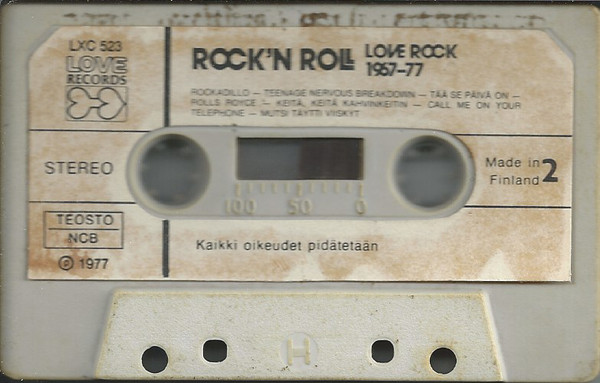 LXC 523
LOVE
RECORDS
ROCK'N ROLL
LOVE ROCK
1967-77
ROCKADILLO — TEENAGE NERVOUS BREAKDOWN — TÄÄ SE PÄIVÄ ON —
ROLLS ROYCE — KEITÄ, KEITÄ KAHVINKEITIN — CALL ME ON YOUR
TELEPHONE — MUTSI TÄYTTI VIISKYT
STEREO
Made in
Finland
2
100 50 0
TEOSTO
NCB
Kaikki oikeudet pidätetään
℗ 1977
H